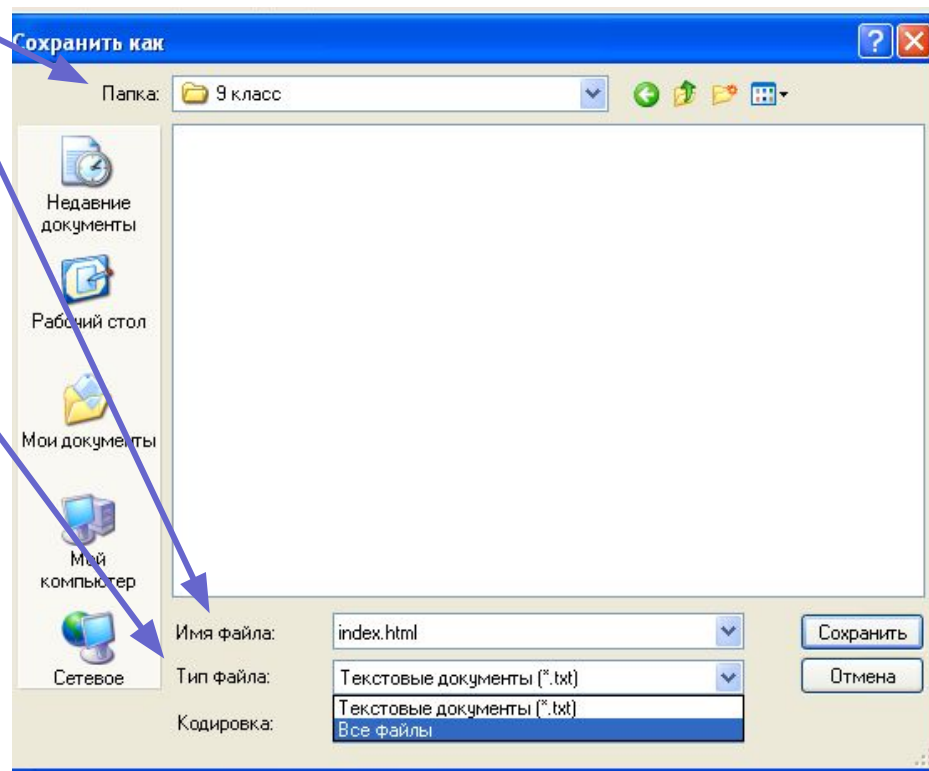 Сохранить как
Папка:
9 класс
Недавние
документы
Рабочий стол
Мои документы
Мой
компьютер
Сетевое
Имя файла:
index.html
Сохранить
Тип файла:
Текстовые документы (*.txt)
Отмена
Текстовые документы (*.txt)
Кодировка:
Все файлы